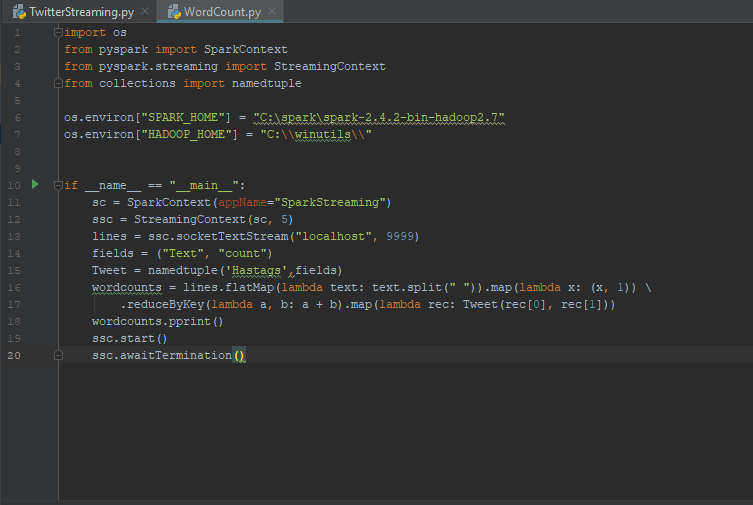 TwitterStreaming.py WordCount.py
1 import os
2 from pyspark import SparkContext
3 from pyspark.streaming import StreamingContext
4 from collections import namedtuple
5
6 os.environ["SPARK_HOME"] = "C:\spark\spark-2.4.2-bin-hadoop2.7"
7 os.environ["HADOOP_HOME"] = "C:\\winutils\\"
8
9
10 if __name__ == "__main__":
11     sc = SparkContext(appName="SparkStreaming")
12     ssc = StreamingContext(sc, 5)
13     lines = ssc.socketTextStream("localhost", 9999)
14     fields = ("Text", "count")
15     Tweet = namedtuple('Hastags',fields)
16     wordcounts = lines.flatMap(lambda text: text.split(" ")).map(lambda x: (x, 1)) \
17         .reduceByKey(lambda a, b: a + b).map(lambda rec: Tweet(rec[0], rec[1]))
18     wordcounts.pprint()
19     ssc.start()
20     ssc.awaitTermination()